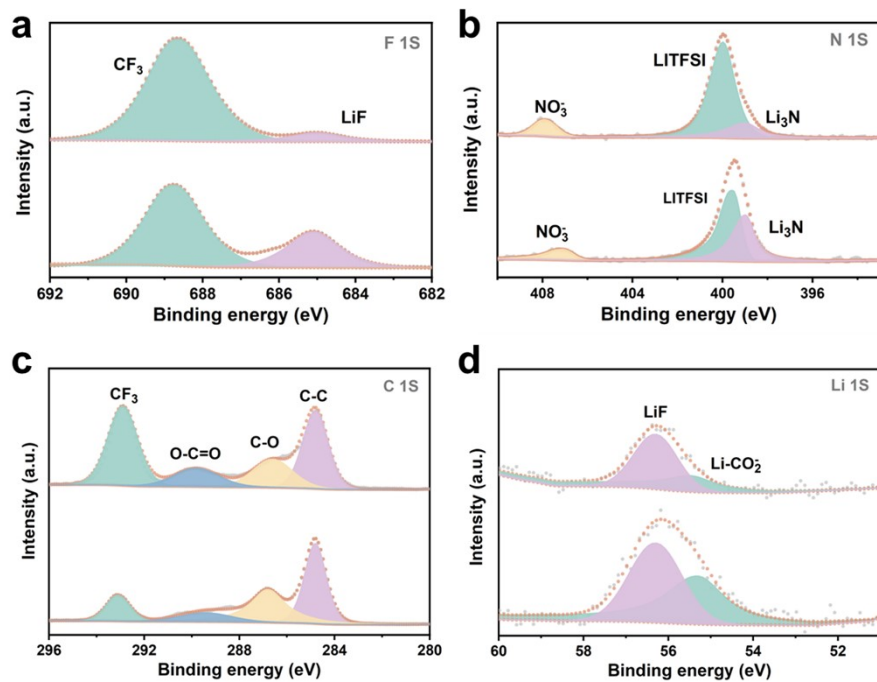 a
F 1S
CF₃
LiF
Intensity (a.u.)
692 690 688 686 684 682
Binding energy (eV)
b
N 1S
LITFSI
NO₃⁻
Li₃N
LITFSI
NO₃⁻
Li₃N
Intensity (a.u.)
408 404 400 396
Binding energy (eV)
c
C 1S
CF₃
C-C
O-C=O
C-O
Intensity (a.u.)
296 292 288 284 280
Binding energy (eV)
d
Li 1S
LiF
Li-CO₂⁻
Intensity (a.u.)
60 58 56 54 52
Binding energy (eV)